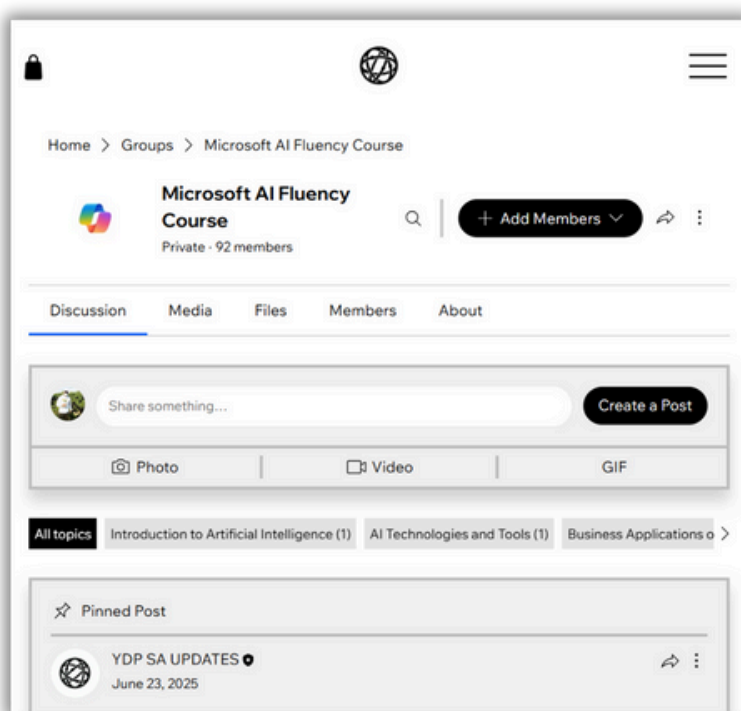 Home > Groups > Microsoft AI Fluency Course
Microsoft AI Fluency
Course
Private · 92 members
+ Add Members
Discussion Media Files Members About
Share something...
Create a Post
Photo Video GIF
All topics Introduction to Artificial Intelligence (1) AI Technologies and Tools (1) Business Applications o
Pinned Post
YDP SA UPDATES
June 23, 2025